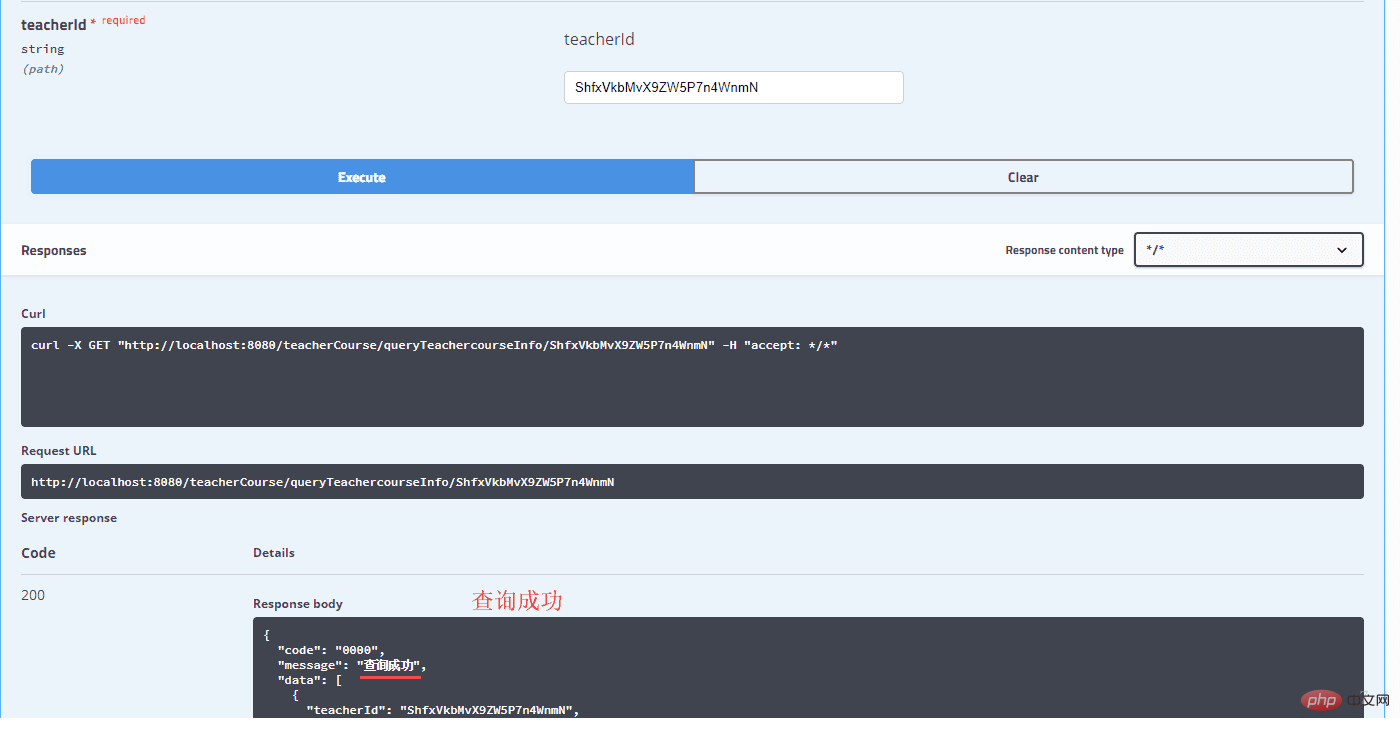 teacherId * required
string
(path)
teacherId
ShfxVkbMvX9ZW5P7n4WnmN
Execute
Clear
Responses
Response content type
*/*
Curl
curl -X GET "http://localhost:8080/teacherCourse/queryTeachercourseInfo/ShfxVkbMvX9ZW5P7n4WnmN" -H "accept: */*"
Request URL
http://localhost:8080/teacherCourse/queryTeachercourseInfo/ShfxVkbMvX9ZW5P7n4WnmN
Server response
Code
Details
200
Response body
查询成功
{
"code": "0000",
"message": "查询成功",
"data": [
{
"teacherId": "ShfxVkbMvX9ZW5P7n4WnmN",
php 中文网